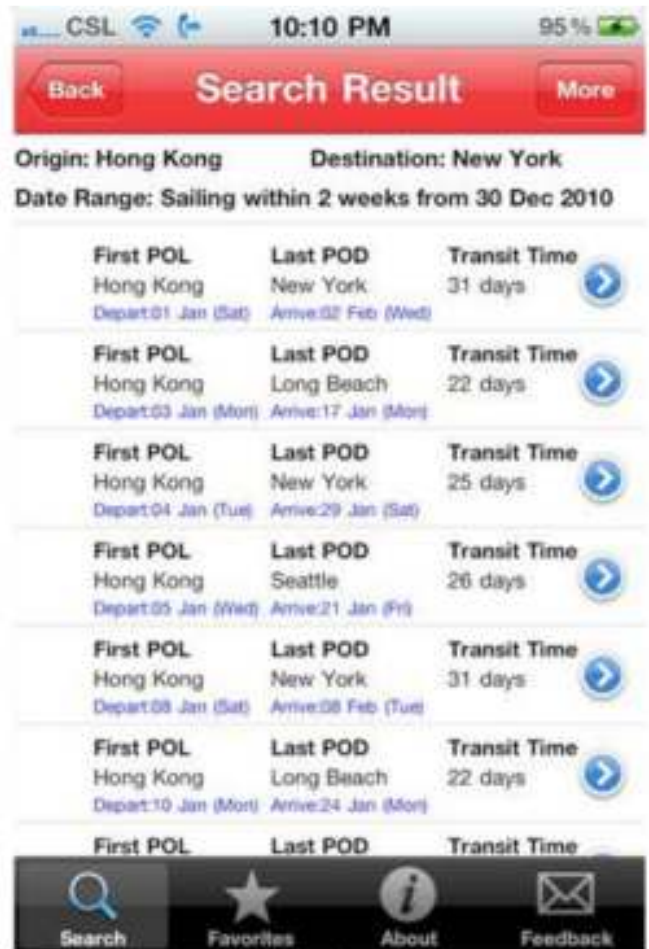 CSL 10:10 PM 95%
Back Search Result More
Origin: Hong Kong Destination: New York
Date Range: Sailing within 2 weeks from 30 Dec 2010
First POL Last POD Transit Time
Hong Kong New York 31 days
Depart:01 Jan (Sat) Arrive:02 Feb (Wed)
First POL Last POD Transit Time
Hong Kong Long Beach 22 days
Depart:03 Jan (Mon) Arrive:17 Jan (Mon)
First POL Last POD Transit Time
Hong Kong New York 25 days
Depart:04 Jan (Tue) Arrive:29 Jan (Sat)
First POL Last POD Transit Time
Hong Kong Seattle 26 days
Depart:05 Jan (Wed) Arrive:21 Jan (Fri)
First POL Last POD Transit Time
Hong Kong New York 31 days
Depart:08 Jan (Sat) Arrive:08 Feb (Tue)
First POL Last POD Transit Time
Hong Kong Long Beach 22 days
Depart:10 Jan (Mon) Arrive:24 Jan (Mon)
First POL Last POD Transit Time
Search Favorites About Feedback